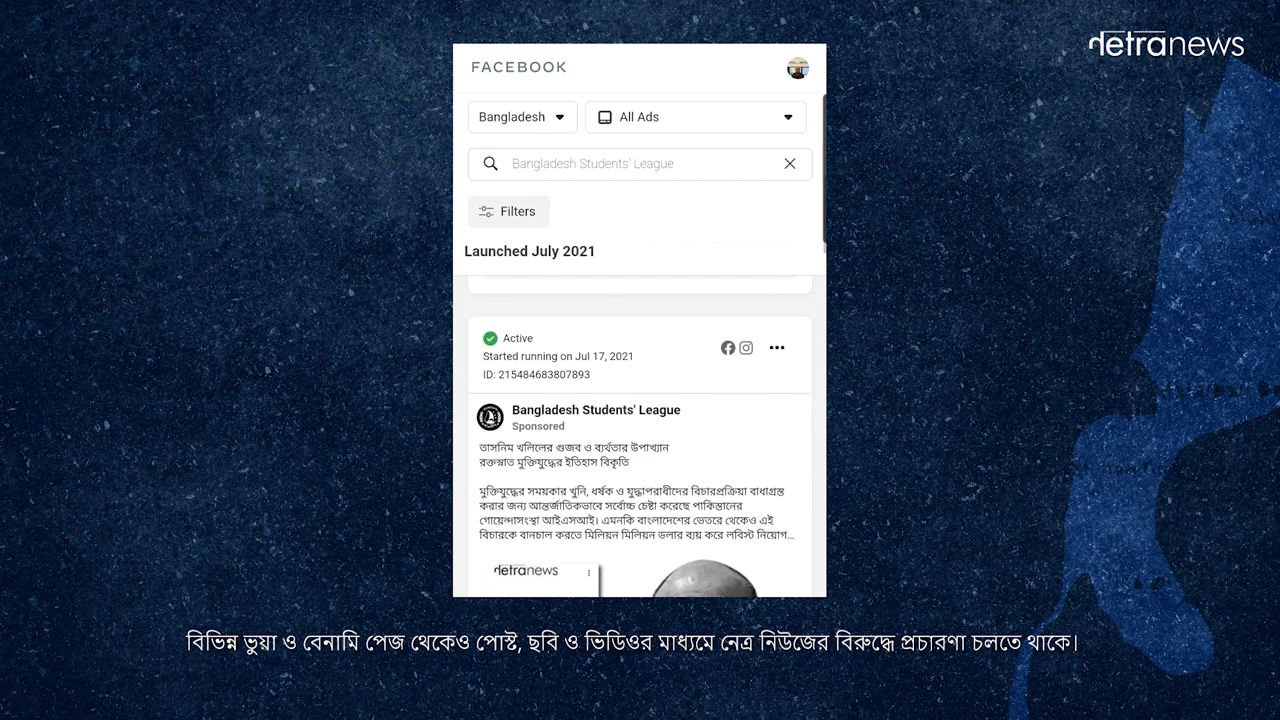 netranews
FACEBOOK
Bangladesh
All Ads
Bangladesh Students' League
Filters
Launched July 2021
Active
Started running on Jul 17, 2021
ID: 215484683807893
Bangladesh Students' League
Sponsored
তাসনিম খলিলের গুজব ও ব্যর্থতার উপাখ্যান
রক্তস্নাত মুক্তিযুদ্ধের ইতিহাস বিকৃতি
মুক্তিযুদ্ধের সময়কার খুনি, ধর্ষক ও যুদ্ধাপরাধীদের বিচারপ্রক্রিয়া বাধাগ্রস্ত
করার জন্য আন্তর্জাতিকভাবে সর্বোচ্চ চেষ্টা করেছে পাকিস্তানের
গোয়েন্দাসংস্থা আইএসআই। এমনকি বাংলাদেশের ভেতরে থেকেও এই
বিচারকে বানচাল করতে মিলিয়ন মিলিয়ন ডলার ব্যয় করে লবিস্ট নিয়োগ...
netranews
বিভিন্ন ভুয়া ও বেনামি পেজ থেকেও পোস্ট, ছবি ও ভিডিওর মাধ্যমে নেত্র নিউজের বিরুদ্ধে প্রচারণা চলতে থাকে।